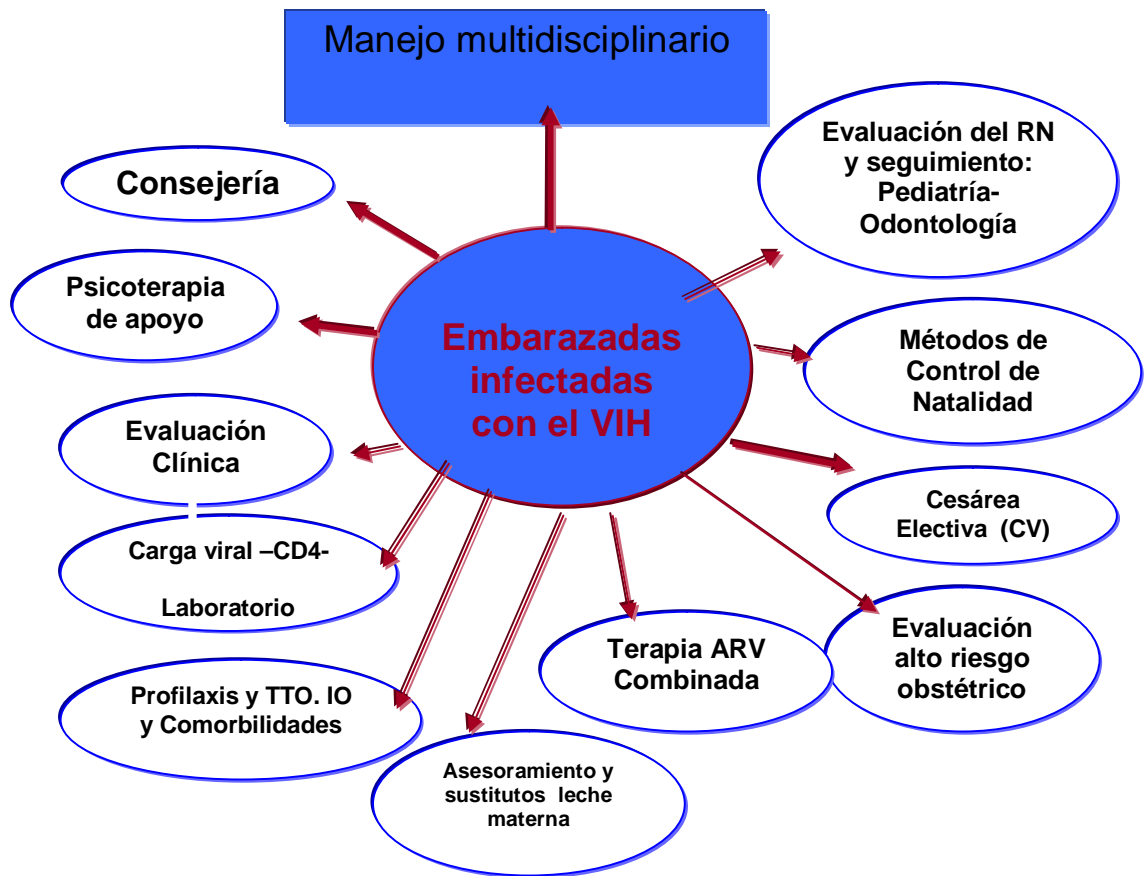 Manejo multidisciplinario
Evaluación del RN
y seguimiento:
Pediatría-
Odontología
Consejería
Psicoterapia
de apoyo
Embarazadas
infectadas
con el VIH
Métodos de
Control de
Natalidad
Evaluación
Clínica
Cesárea
Electiva (CV)
Carga viral –CD4-
Laboratorio
Terapia ARV
Combinada
Evaluación
alto riesgo
obstétrico
Profilaxis y TTO. IO
y Comorbilidades
Asesoramiento y
sustitutos leche
materna